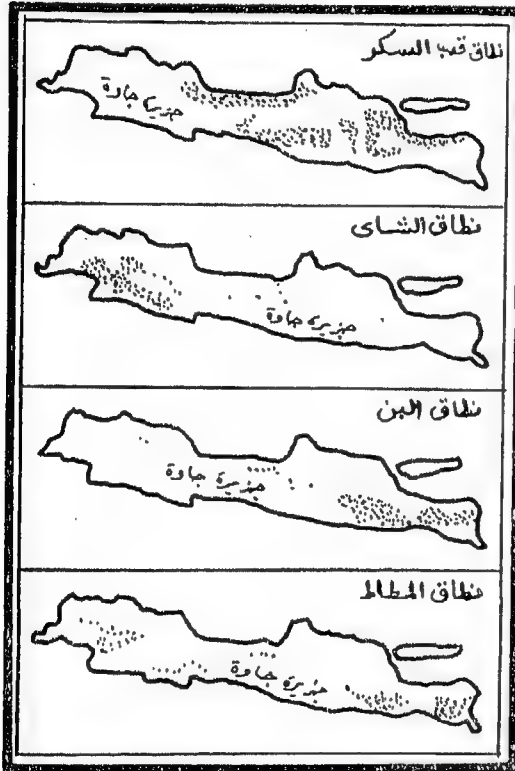 نطاق قصب السكر
جزيرة جاوة
نطاق الشاى
جزيرة جاوة
نطاق البن
جزيرة جاوة
نطاق المطاط
جزيرة جاوة